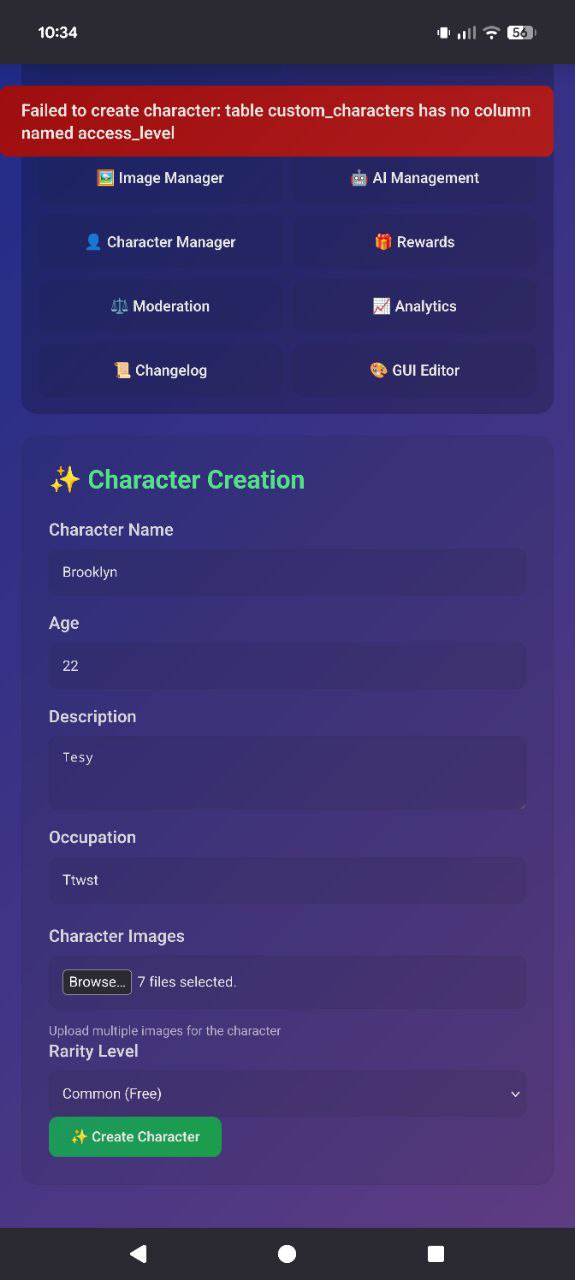 10:34
56
Failed to create character: table custom_characters has no column
named access_level
🖼️ Image Manager
🤖 AI Management
👤 Character Manager
🎁 Rewards
⚖️ Moderation
📈 Analytics
📜 Changelog
🎨 GUI Editor
✨ Character Creation
Character Name
Brooklyn
Age
22
Description
Tesy
Occupation
Ttwst
Character Images
Browse... 7 files selected.
Upload multiple images for the character
Rarity Level
Common (Free)
✨ Create Character